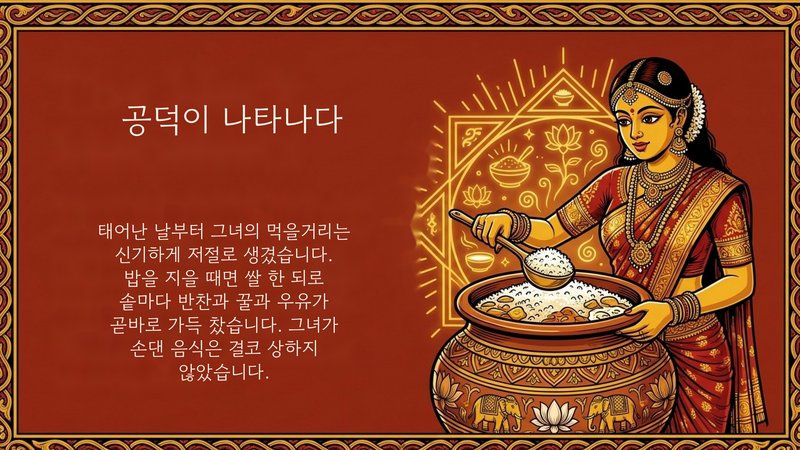 공덕이 나타나다
태어난 날부터 그녀의 먹을거리는
신기하게 저절로 생겼습니다.
밥을 지을 때면 쌀 한 되로
솥마다 반찬과 꿀과 우유가
곧바로 가득 찼습니다. 그녀가
손댄 음식은 결코 상하지
않았습니다.